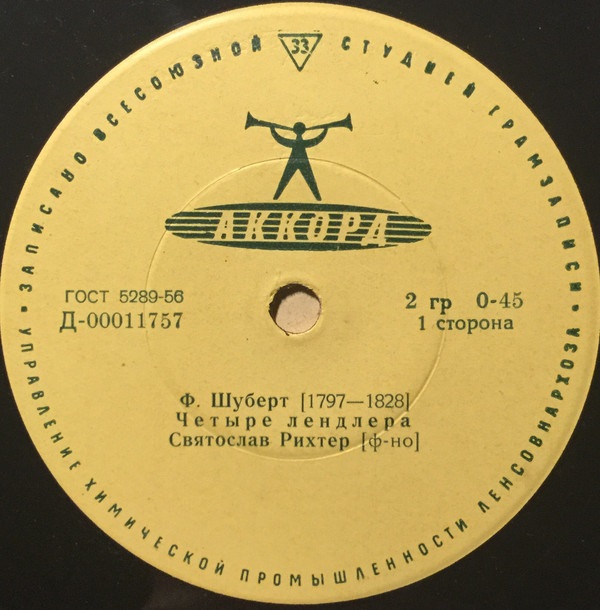 ЗАПИСАНО ВСЕСОЮЗНОЙ 33 СТУДИЕЙ ГРАМЗАПИСИ
АККОРД
ГОСТ 5289-56
Д-00011757
2 гр 0-45
1 сторона
Ф. Шуберт [1797—1828]
Четыре лендлера
Святослав Рихтер [ф-но]
УПРАВЛЕНИЕ ХИМИЧЕСКОЙ ПРОМЫШЛЕННОСТИ ЛЕНСОВНАРХОЗА